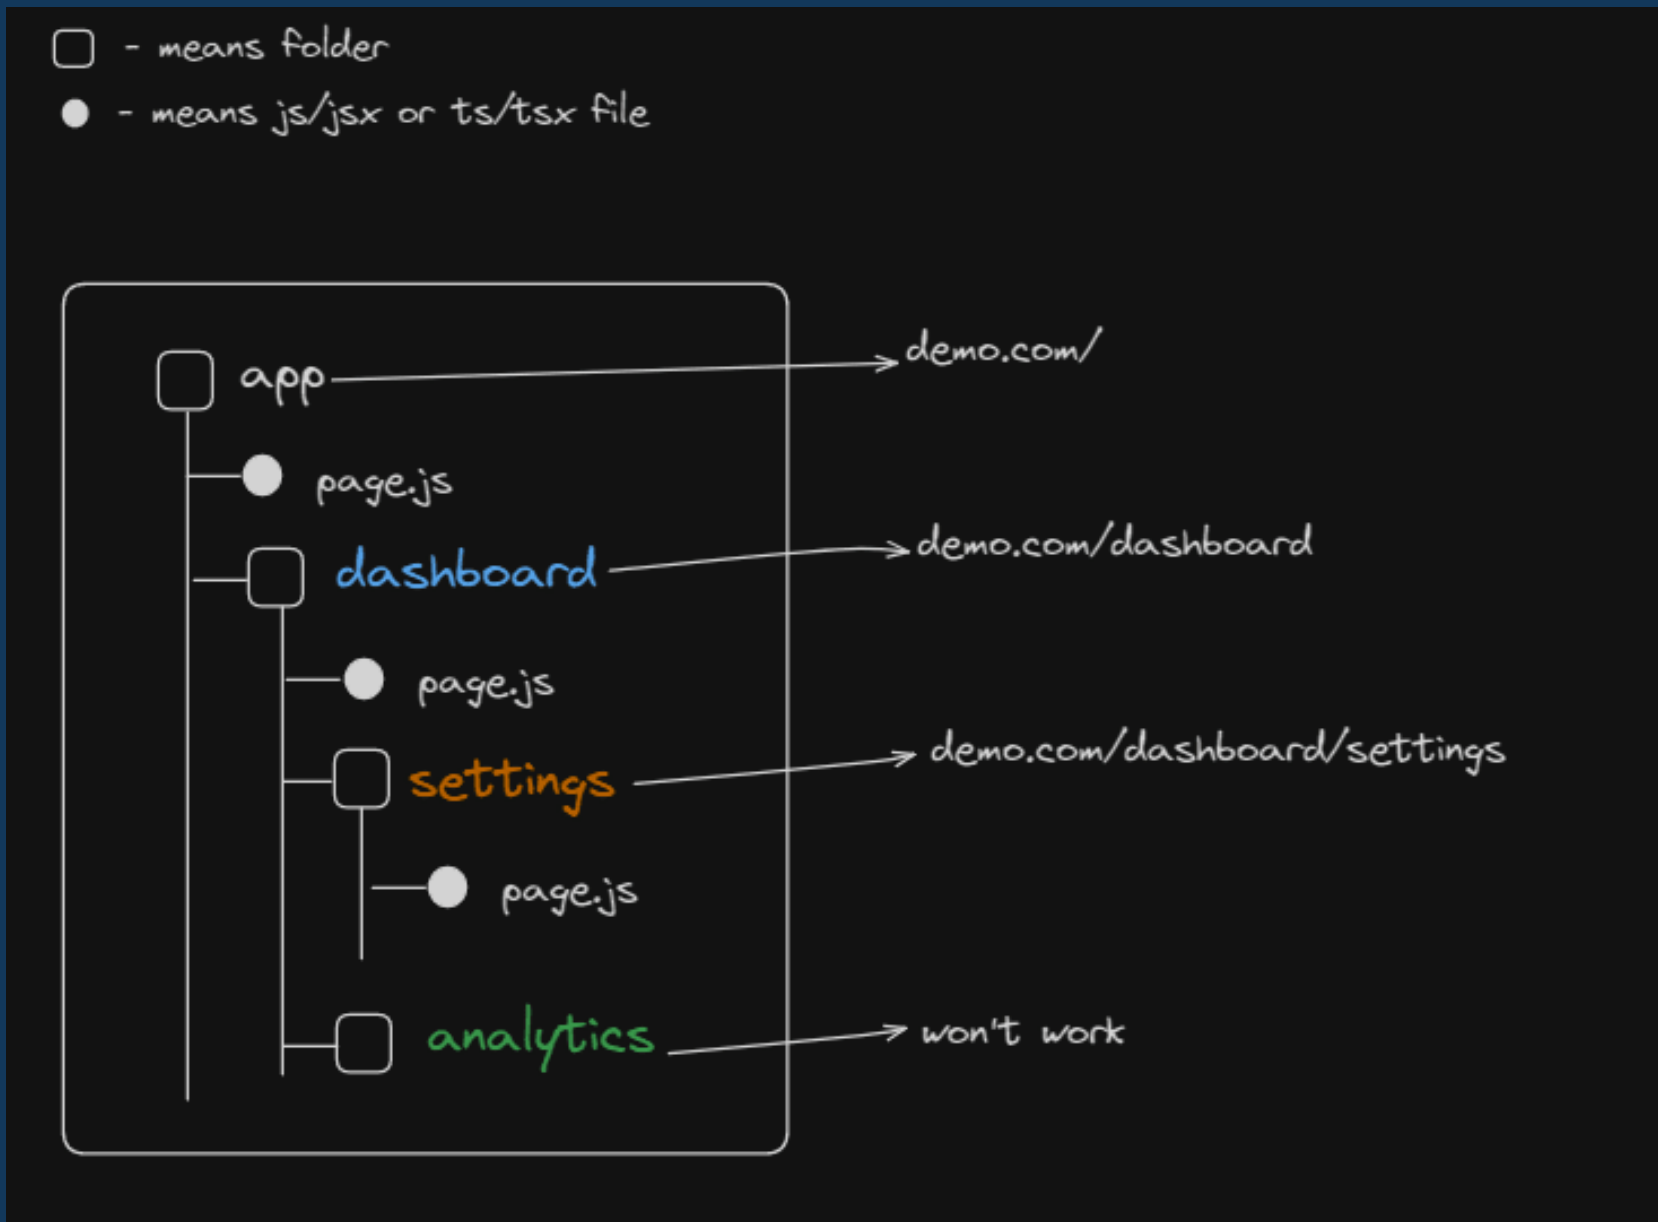 - means folder
- means js/jsx or ts/tsx file
app
demo.com/
page.js
dashboard
demo.com/dashboard
page.js
settings
demo.com/dashboard/settings
page.js
analytics
won't work